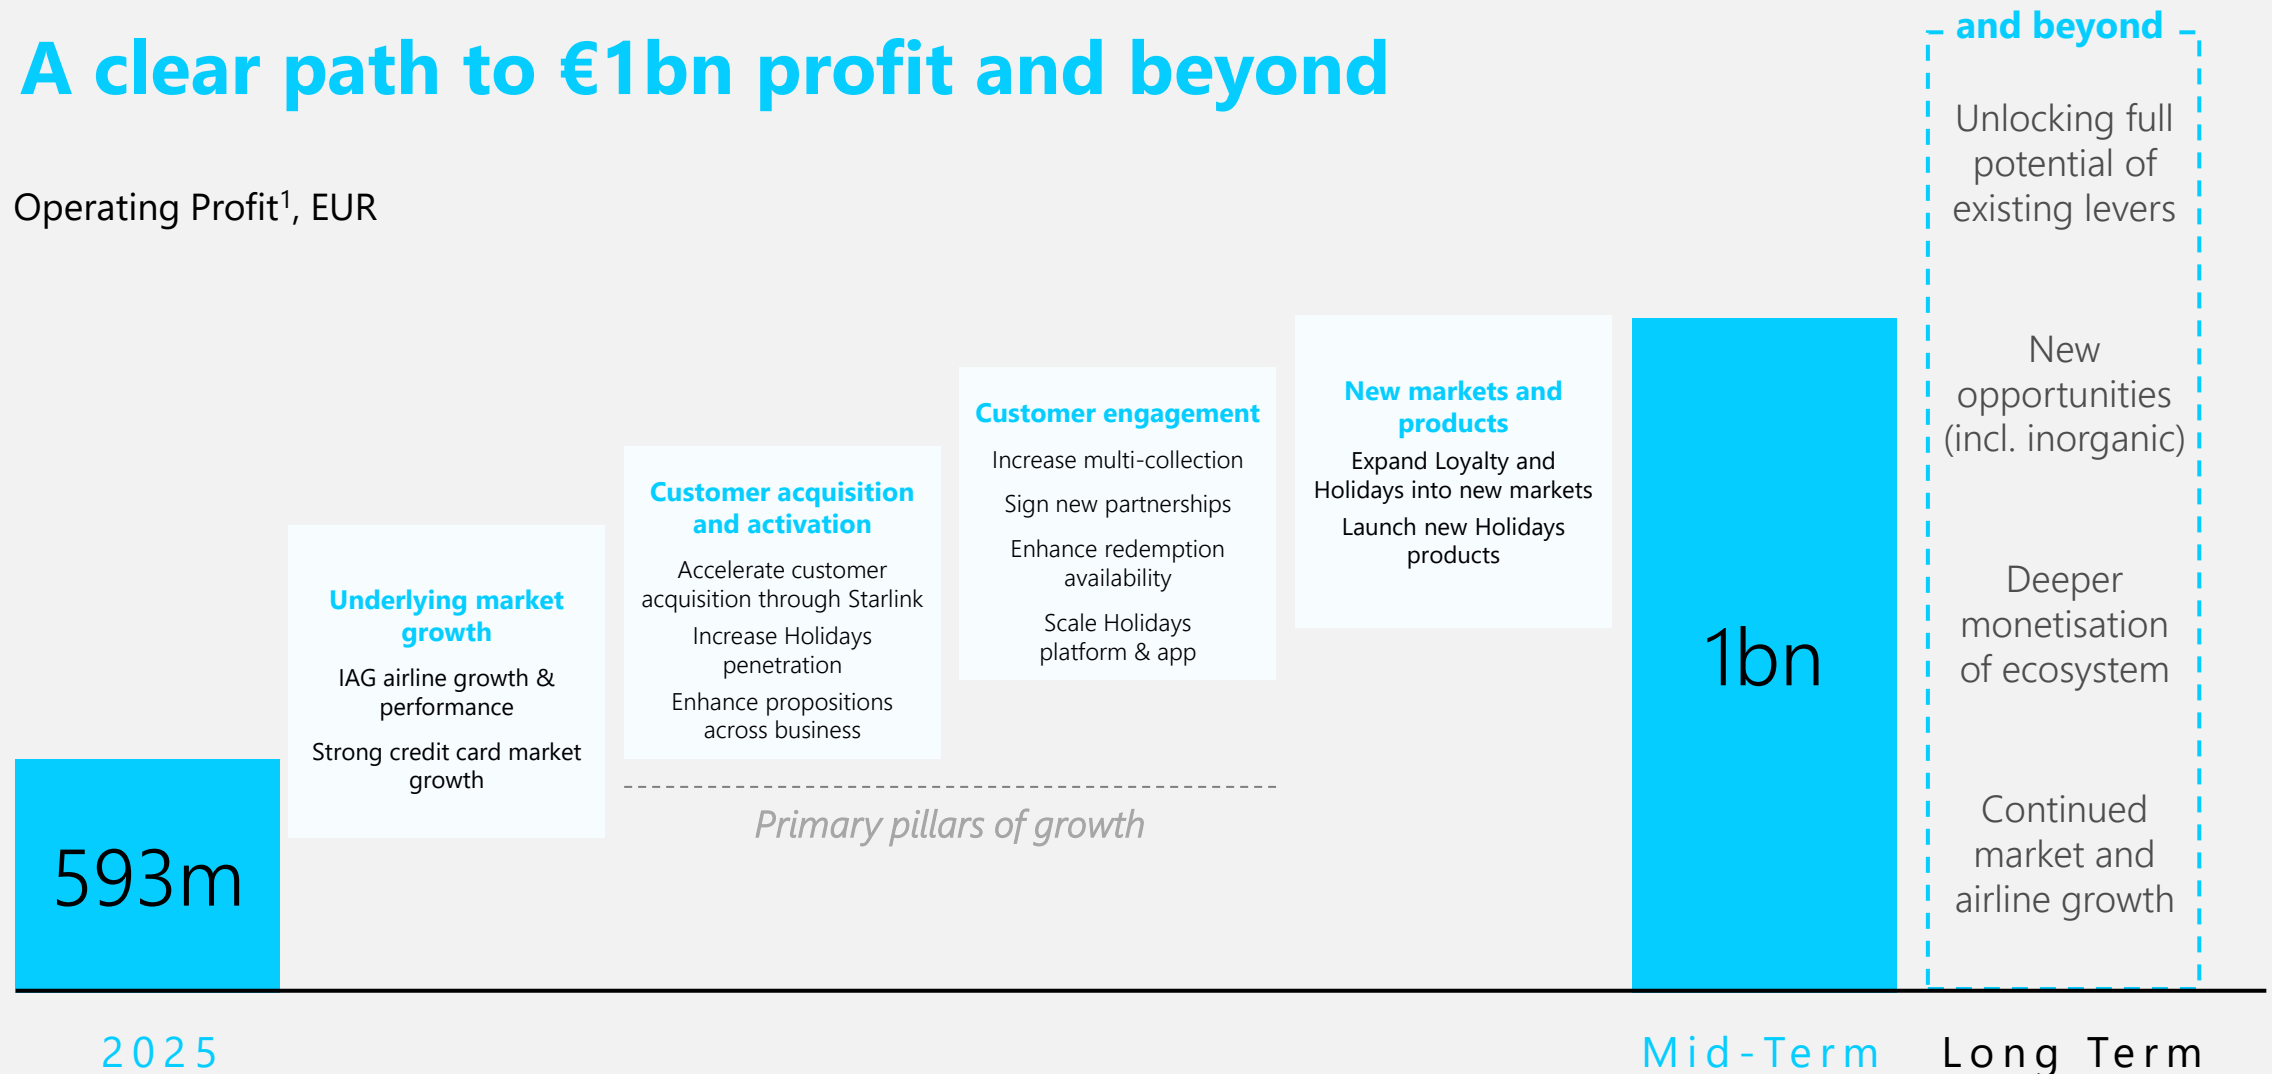 A clear path to €1bn profit and beyond
Operating Profit¹, EUR
593m
Underlying market
growth
IAG airline growth &
performance
Strong credit card market
growth
Customer acquisition
and activation
Accelerate customer
acquisition through Starlink
Increase Holidays
penetration
Enhance propositions
across business
Customer engagement
Increase multi-collection
Sign new partnerships
Enhance redemption
availability
Scale Holidays
platform & app
Primary pillars of growth
New markets and
products
Expand Loyalty and
Holidays into new markets
Launch new Holidays
products
1bn
and beyond
Unlocking full
potential of
existing levers
New
opportunities
(incl. inorganic)
Deeper
monetisation
of ecosystem
Continued
market and
airline growth
2025
Mid-Term
Long Term